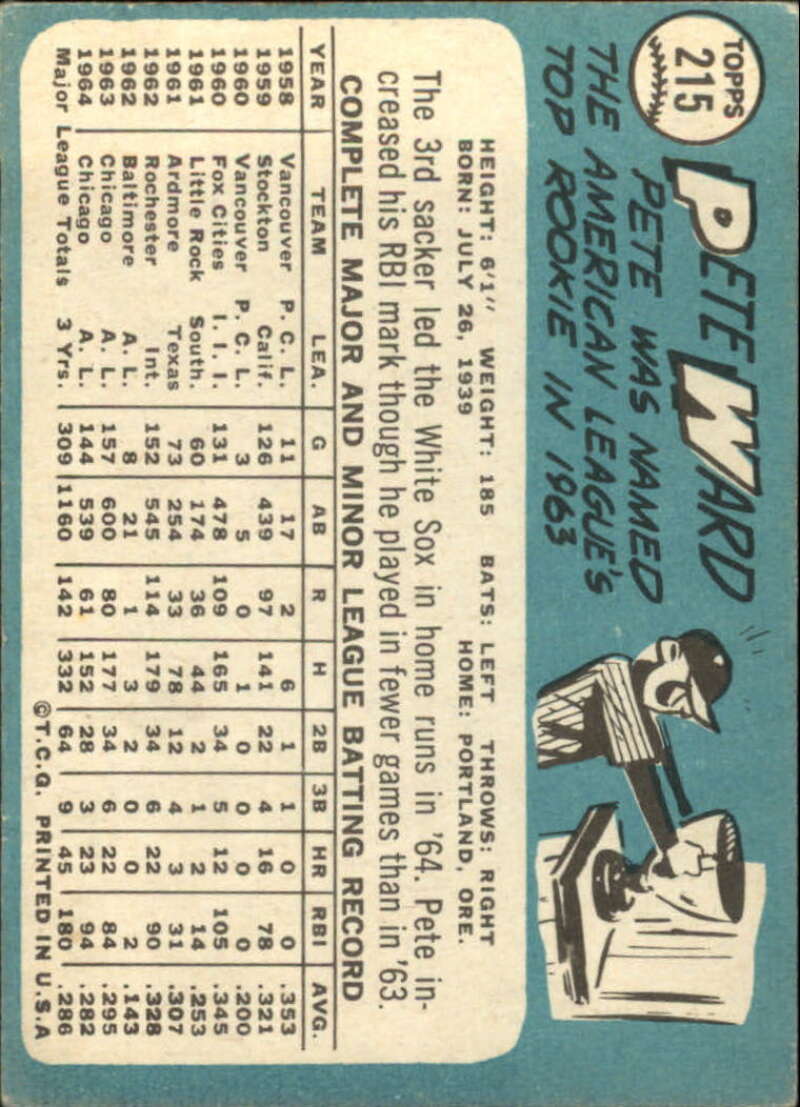 TOPPS
215
PETE WARD
PETE WAS NAMED
THE AMERICAN LEAGUE'S
TOP ROOKIE IN 1963
HEIGHT: 6'1" WEIGHT: 185 BATS: LEFT THROWS: RIGHT
BORN: JULY 26, 1939 HOME: PORTLAND, ORE.
The 3rd sacker led the White Sox in home runs in '64. Pete in-
creased his RBI mark though he played in fewer games than in '63.
COMPLETE MAJOR AND MINOR LEAGUE BATTING RECORD
YEAR TEAM LEA. G AB R H 2B 3B HR RBI AVG.
1958 Vancouver P. C. L. 11 17 2 6 1 1 0 0 .353
1959 Stockton Calif. 126 439 97 141 22 4 16 78 .321
1960 Vancouver P. C. L. 3 5 0 1 0 0 0 0 .200
1960 Fox Cities I. I. I. 131 478 109 165 34 5 12 105 .345
1961 Little Rock South. 60 174 36 44 2 1 2 14 .253
1961 Ardmore Texas 73 254 33 78 12 4 3 31 .307
1962 Rochester Int. 152 545 114 179 34 6 22 90 .328
1962 Baltimore A. L. 8 21 1 3 2 0 0 2 .143
1963 Chicago A. L. 157 600 80 177 34 6 22 84 .295
1964 Chicago A. L. 144 539 61 152 28 3 23 94 .282
Major League Totals 3 Yrs. 309 1160 142 332 64 9 45 180 .286
©T.C.G. PRINTED IN U.S.A